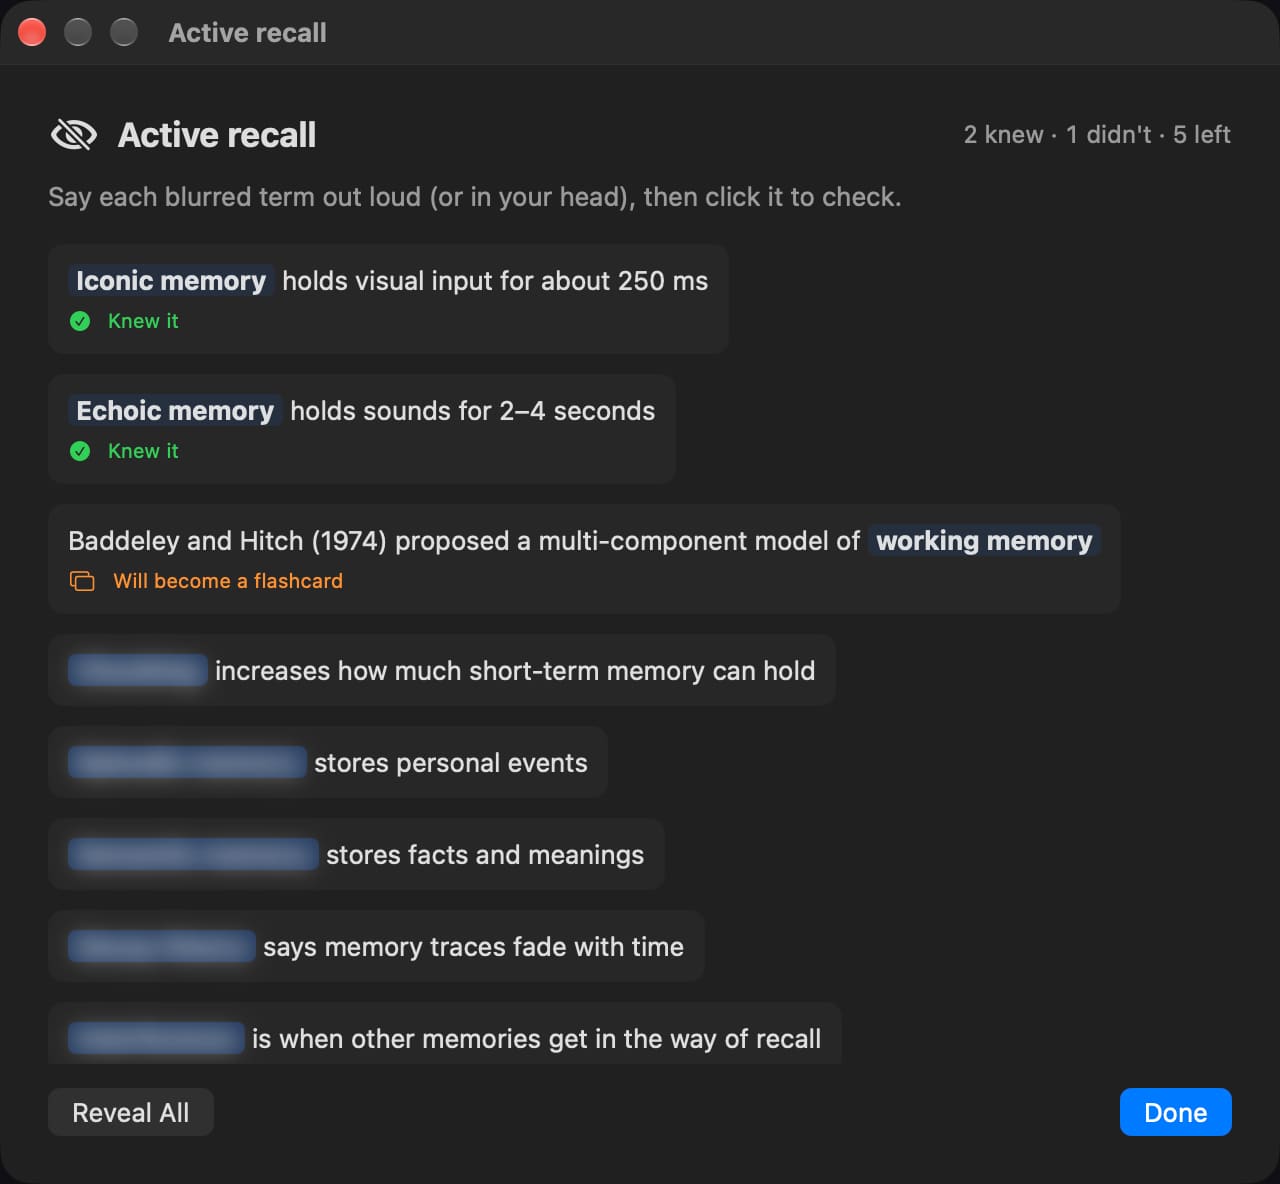 Active recall
Active recall
2 knew · 1 didn't · 5 left
Say each blurred term out loud (or in your head), then click it to check.
Iconic memory holds visual input for about 250 ms
Knew it
Echoic memory holds sounds for 2–4 seconds
Knew it
Baddeley and Hitch (1974) proposed a multi-component model of working memory
Will become a flashcard
increases how much short-term memory can hold
stores personal events
stores facts and meanings
says memory traces fade with time
is when other memories get in the way of recall
Reveal All
Done